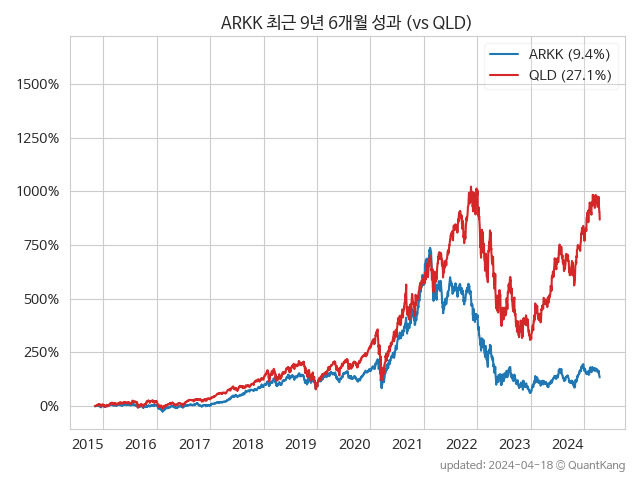 ARKK 최근 9년 6개월 성과 (vs QLD)
ARKK (9.4%)
QLD (27.1%)
1500%
1250%
1000%
750%
500%
250%
0%
2015 2016 2017 2018 2019 2020 2021 2022 2023 2024
updated: 2024-04-18 © QuantKang